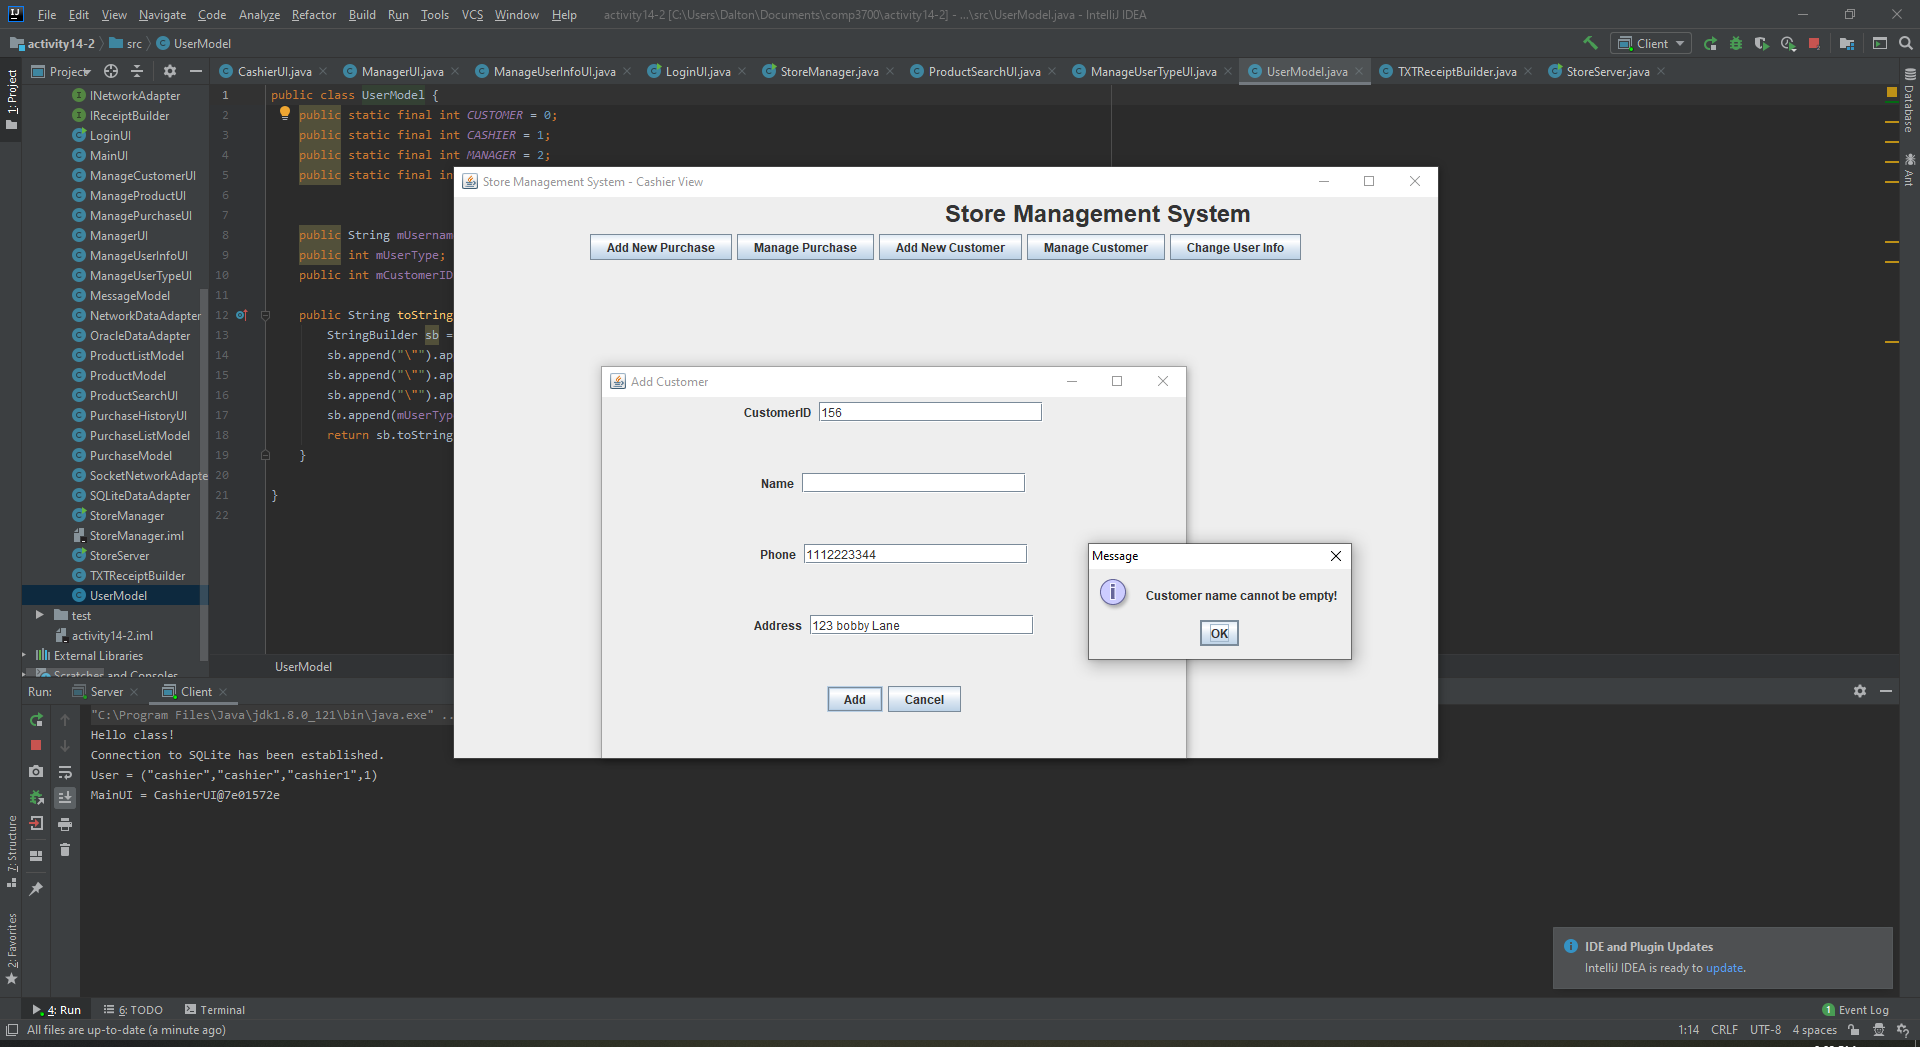 File Edit View Navigate Code Analyze Refactor Build Run Tools VCS Window Help activity14-2 [C:\Users\Dalton\Documents\comp3700\activity14-2] - ...\src\UserModel.java - IntelliJ IDEA
activity14-2 src UserModel
Client
Project
CashierUI.java ManagerUI.java ManageUserInfoUI.java LoginUI.java StoreManager.java ProductSearchUI.java ManageUserTypeUI.java UserModel.java TXTReceiptBuilder.java StoreServer.java
1: Project
INetworkAdapter
IReceiptBuilder
LoginUI
MainUI
ManageCustomerUI
ManageProductUI
ManagePurchaseUI
ManagerUI
ManageUserInfoUI
ManageUserTypeUI
MessageModel
NetworkDataAdapter
OracleDataAdapter
ProductListModel
ProductModel
ProductSearchUI
PurchaseHistoryUI
PurchaseListModel
PurchaseModel
SocketNetworkAdapte
SQLiteDataAdapter
StoreManager
StoreManager.iml
StoreServer
TXTReceiptBuilder
UserModel
test
activity14-2.iml
External Libraries
Scratches and Consoles
1 public class UserModel {
2 public static final int CUSTOMER = 0;
3 public static final int CASHIER = 1;
4 public static final int MANAGER = 2;
5 public static final in
6
7
8 public String mUsernam
9 public int mUserType;
10 public int mCustomerID
11
12 public String toString
13 StringBuilder sb =
14 sb.append("\"").ap
15 sb.append("\"").ap
16 sb.append("\"").ap
17 sb.append(mUserTyp
18 return sb.toString
19 }
20
21 }
22
UserModel
Database
Ant
Store Management System - Cashier View
Store Management System
Add New Purchase Manage Purchase Add New Customer Manage Customer Change User Info
Add Customer
CustomerID 156
Name
Phone 1112223344
Address 123 bobby Lane
Add Cancel
Message
Customer name cannot be empty!
OK
Run: Server Client
"C:\Program Files\Java\jdk1.8.0_121\bin\java.exe" ..
Hello class!
Connection to SQLite has been established.
User = ("cashier","cashier","cashier1",1)
MainUI = CashierUI@7e01572e
7: Structure
2: Favorites
IDE and Plugin Updates
IntelliJ IDEA is ready to update.
4: Run 6: TODO Terminal
1 Event Log
All files are up-to-date (a minute ago)
1:14 CRLF UTF-8 4 spaces